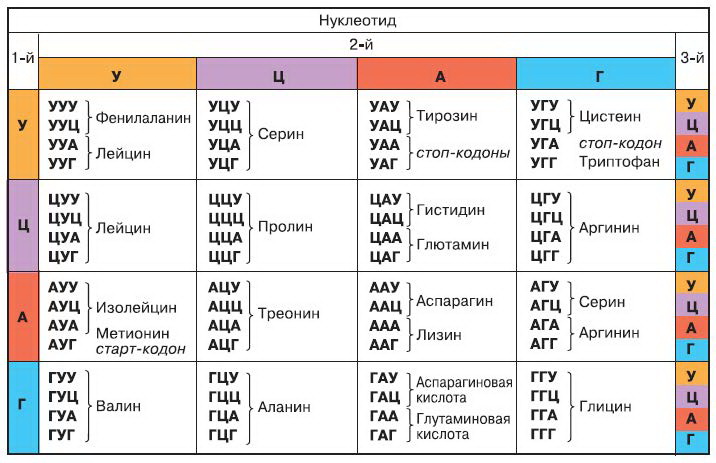 Нуклеотид
1-й 2-й 3-й
У Ц А Г
У
УУУ УУЦ Фенилаланин
УУА УУГ Лейцин
УЦУ УЦЦ УЦА УЦГ Серин
УАУ УАЦ Тирозин
УАА УАГ стоп-кодоны
УГУ УГЦ Цистеин
УГА стоп-кодон
УГГ Триптофан
У Ц А Г
Ц
ЦУУ ЦУЦ ЦУА ЦУГ Лейцин
ЦЦУ ЦЦЦ ЦЦА ЦЦГ Пролин
ЦАУ ЦАЦ Гистидин
ЦАА ЦАГ Глютамин
ЦГУ ЦГЦ ЦГА ЦГГ Аргинин
У Ц А Г
А
АУУ АУЦ АУА Изолейцин
АУГ Метионин
старт-кодон
АЦУ АЦЦ АЦА АЦГ Треонин
ААУ ААЦ Аспарагин
ААА ААГ Лизин
АГУ АГЦ Серин
АГА АГГ Аргинин
У Ц А Г
Г
ГУУ ГУЦ ГУА ГУГ Валин
ГЦУ ГЦЦ ГЦА ГЦГ Аланин
ГАУ ГАЦ Аспарагиновая
кислота
ГАА ГАГ Глутаминовая
кислота
ГГУ ГГЦ ГГА ГГГ Глицин
У Ц А Г